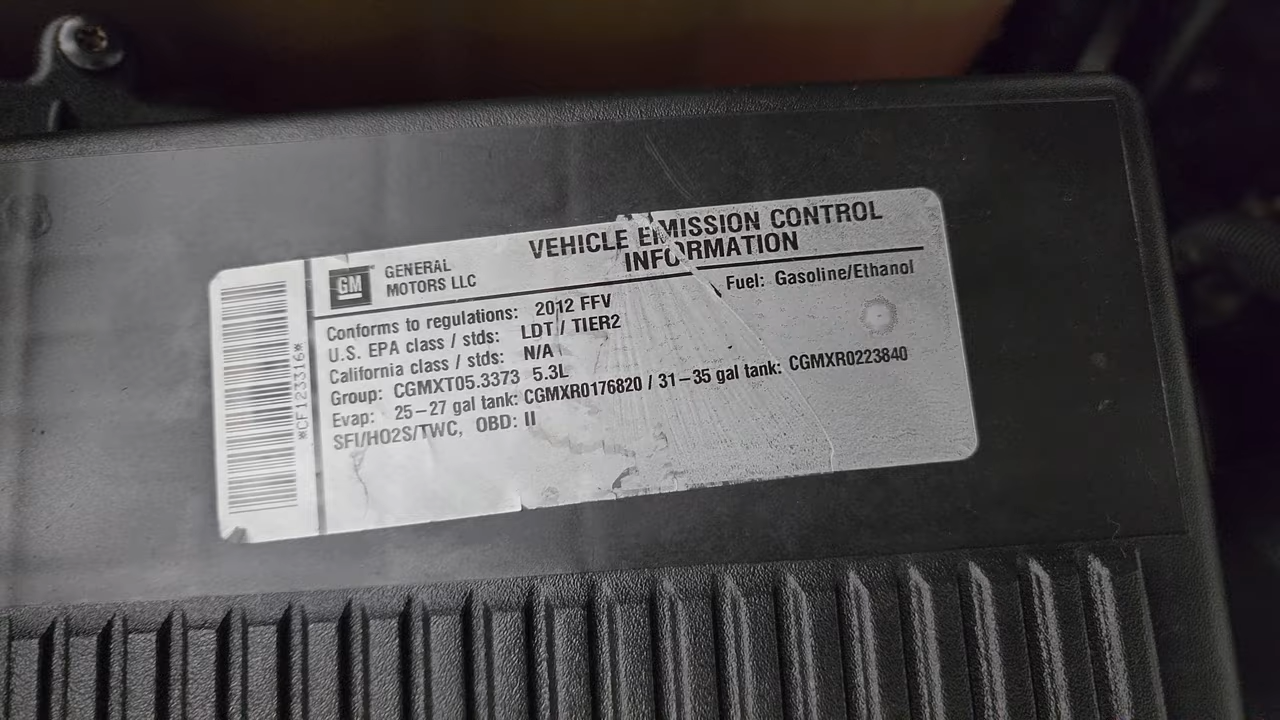 GM
GENERAL
MOTORS LLC
VEHICLE EMISSION CONTROL
INFORMATION
Fuel: Gasoline/Ethanol
Conforms to regulations: 2012 FFV
U.S. EPA class / stds: LDT / TIER2
California class / stds: N/A
Group: CGMXT05.3373 5.3L
Evap: 25-27 gal tank: CGMXR0176820 / 31-35 gal tank: CGMXR0223840
SFI/HO2S/TWC, OBD: II
*CF123316*